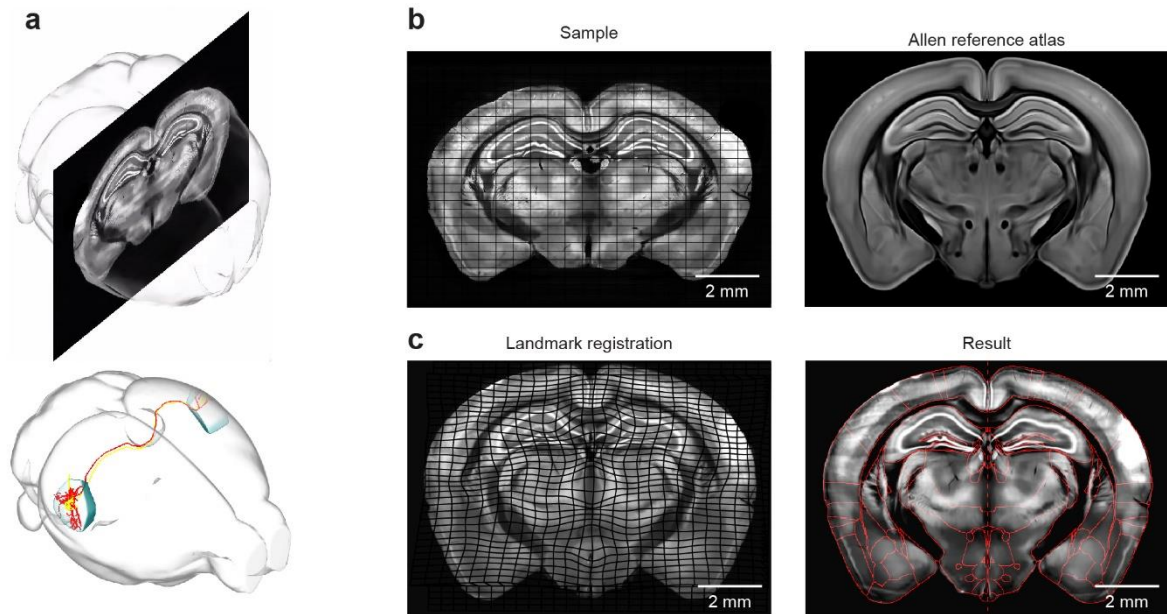 a
b
Sample
Allen reference atlas
2 mm
2 mm
c
Landmark registration
Result
2 mm
2 mm